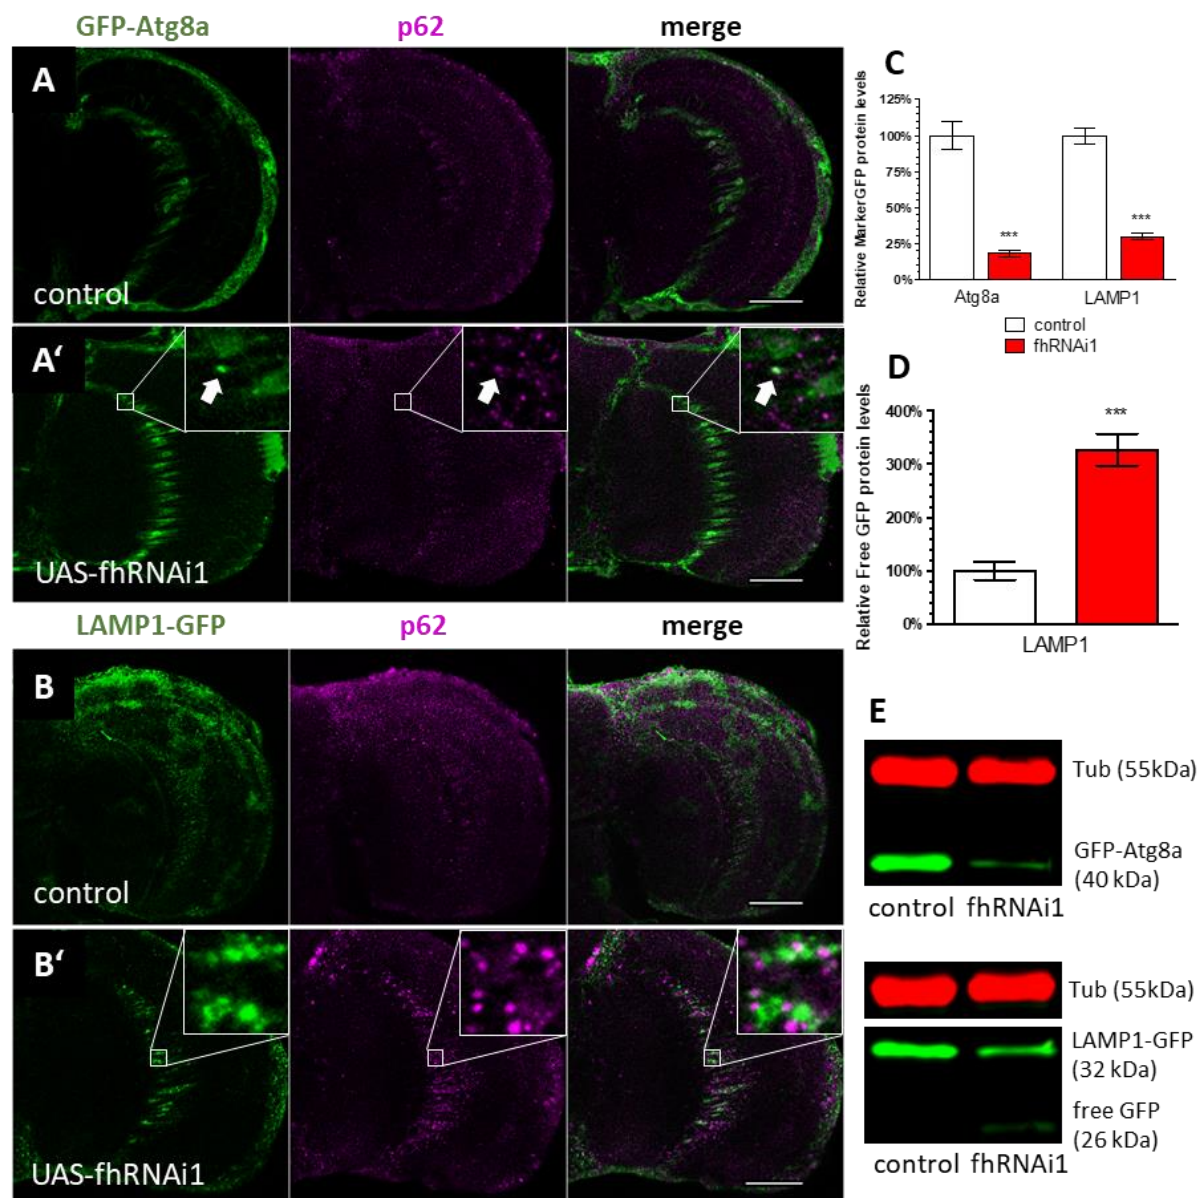 GFP-Atg8a p62 merge
A
control
A'
UAS-fhRNAi1
LAMP1-GFP p62 merge
B
control
B'
UAS-fhRNAi1
C
Relative Marker GFP protein levels
125%
100%
75%
50%
25%
0%
*** ***
Atg8a LAMP1
control
fhRNAi1
D
Relative Free GFP protein levels
400%
300%
200%
100%
0%
***
LAMP1
E
Tub (55kDa)
GFP-Atg8a
(40 kDa)
control fhRNAi1
Tub (55kDa)
LAMP1-GFP
(32 kDa)
free GFP
(26 kDa)
control fhRNAi1